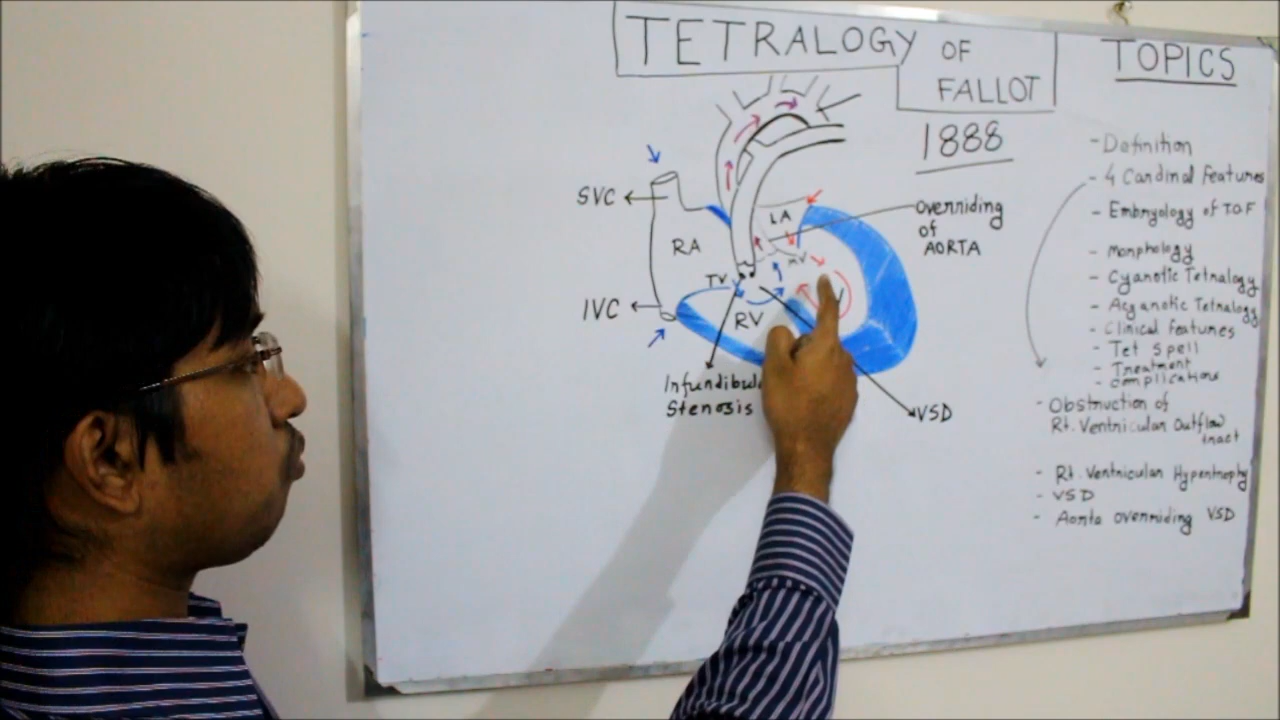 TETRALOGY OF
FALLOT
1888
SVC
RA
LA
Overriding
of
AORTA
MV
TV
IVC
RV
Infundibul
Stenosis
VSD
TOPICS
- Definition
- 4 Cardinal Features
- Embryology of T.O.F
- Morphology
- Cyanotic Tetralogy
- Acyanotic Tetralogy
- Clinical features
- Tet Spell
- Treatment
- complications
- Obstruction of
Rt. Ventricular Outflow
tract
- Rt. Ventricular Hypertrophy
- VSD
- Aorta overriding VSD